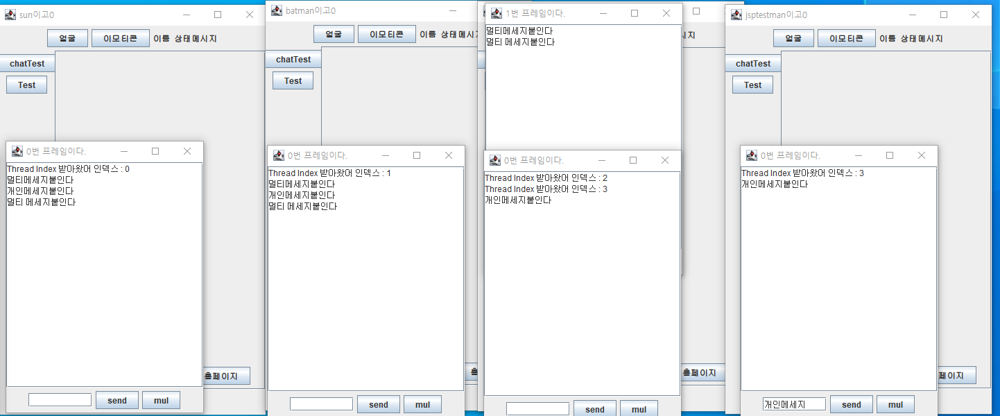 sun이고0
얼굴
이모티콘
이름 상태메시지
chatTest
Test
0번 프레임이다.
Thread Index 받아왔어 인덱스 : 0
멀티메세지붙인다
개인메세지붙인다
멀티 메세지붙인다
홈페이지
send
mul
batman이고0
얼굴
이모티콘
이름 상태메시지
chatTest
Test
0번 프레임이다.
Thread Index 받아왔어 인덱스 : 1
멀티메세지붙인다
개인메세지붙인다
멀티 메세지붙인다
send
mul
1번 프레임이다.
멀티메세지붙인다
멀티 메세지붙인다
0번 프레임이다.
Thread Index 받아왔어 인덱스 : 2
Thread Index 받아왔어 인덱스 : 3
개인메세지붙인다
홈페이지
send
mul
jsptestman이고0
얼굴
이모티콘
이름 상태메시지
chatTest
Test
0번 프레임이다.
Thread Index 받아왔어 인덱스 : 3
개인메세지붙인다
페이지
개인메세지
send
mul